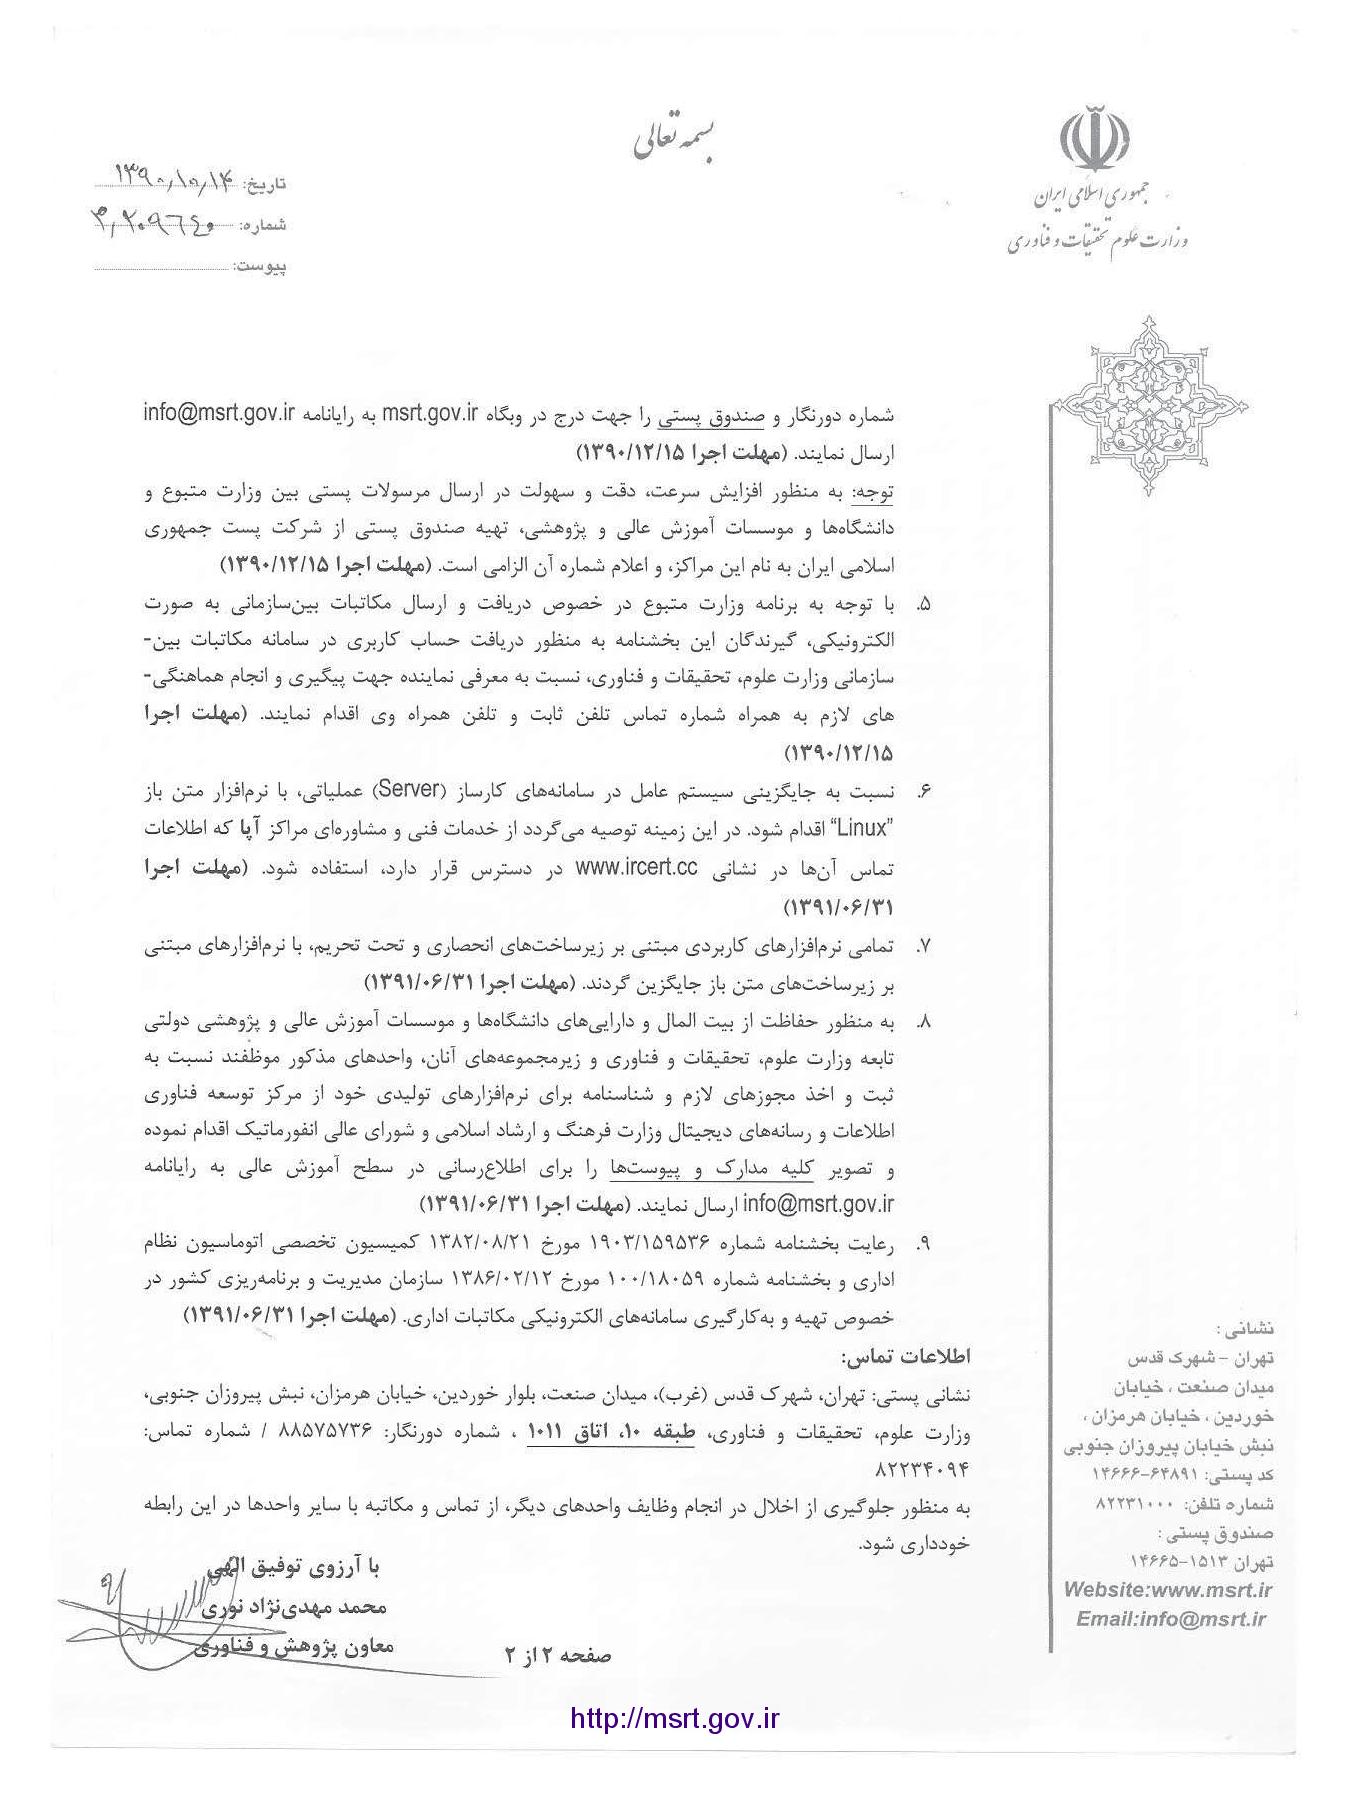 بسمه تعالی
جمهوری اسلامی ایران
وزارت علوم تحقیقات و فناوری
تاریخ: ۱۳۹۰,۱۰,۱۴
شماره:
پیوست:
شماره دورنگار و صندوق پستی را جهت درج در وبگاه msrt.gov.ir به رایانامه info@msrt.gov.ir
ارسال نمایند. (مهلت اجرا ۱۳۹۰/۱۲/۱۵)
توجه: به منظور افزایش سرعت، دقت و سهولت در ارسال مرسولات پستی بین وزارت متبوع و
دانشگاه‌ها و موسسات آموزش عالی و پژوهشی، تهیه صندوق پستی از شرکت پست جمهوری
اسلامی ایران به نام این مراکز، و اعلام شماره آن الزامی است. (مهلت اجرا ۱۳۹۰/۱۲/۱۵)
۵. با توجه به برنامه وزارت متبوع در خصوص دریافت و ارسال مکاتبات بین‌سازمانی به صورت
الکترونیکی، گیرندگان این بخشنامه به منظور دریافت حساب کاربری در سامانه مکاتبات بین-
سازمانی وزارت علوم، تحقیقات و فناوری، نسبت به معرفی نماینده جهت پیگیری و انجام هماهنگی-
های لازم به همراه شماره تماس تلفن ثابت و تلفن همراه وی اقدام نمایند. (مهلت اجرا
۱۳۹۰/۱۲/۱۵)
۶. نسبت به جایگزینی سیستم عامل در سامانه‌های کارساز (Server) عملیاتی، با نرم‌افزار متن باز
"Linux" اقدام شود. در این زمینه توصیه می‌گردد از خدمات فنی و مشاوره‌ای مراکز آپا که اطلاعات
تماس آن‌ها در نشانی www.ircert.cc در دسترس قرار دارد، استفاده شود. (مهلت اجرا
۱۳۹۱/۰۶/۳۱)
۷. تمامی نرم‌افزارهای کاربردی مبتنی بر زیرساخت‌های انحصاری و تحت تحریم، با نرم‌افزارهای مبتنی
بر زیرساخت‌های متن باز جایگزین گردند. (مهلت اجرا ۱۳۹۱/۰۶/۳۱)
۸. به منظور حفاظت از بیت المال و دارایی‌های دانشگاه‌ها و موسسات آموزش عالی و پژوهشی دولتی
تابعه وزارت علوم، تحقیقات و فناوری و زیرمجموعه‌های آنان، واحدهای مذکور موظفند نسبت به
ثبت و اخذ مجوزهای لازم و شناسنامه برای نرم‌افزارهای تولیدی خود از مرکز توسعه فناوری
اطلاعات و رسانه‌های دیجیتال وزارت فرهنگ و ارشاد اسلامی و شورای عالی انفورماتیک اقدام نموده
و تصویر کلیه مدارک و پیوست‌ها را برای اطلاع‌رسانی در سطح آموزش عالی به رایانامه
info@msrt.gov.ir ارسال نمایند. (مهلت اجرا ۱۳۹۱/۰۶/۳۱)
۹. رعایت بخشنامه شماره ۱۹۰۳/۱۵۹۵۳۶ مورخ ۱۳۸۲/۰۸/۲۱ کمیسیون تخصصی اتوماسیون نظام
اداری و بخشنامه شماره ۱۰۰/۱۸۰۵۹ مورخ ۱۳۸۶/۰۲/۱۲ سازمان مدیریت و برنامه‌ریزی کشور در
خصوص تهیه و به‌کارگیری سامانه‌های الکترونیکی مکاتبات اداری. (مهلت اجرا ۱۳۹۱/۰۶/۳۱)
اطلاعات تماس:
نشانی پستی: تهران، شهرک قدس (غرب)، میدان صنعت، بلوار خوردین، خیابان هرمزان، نبش پیروزان جنوبی،
وزارت علوم، تحقیقات و فناوری، طبقه ۱۰، اتاق ۱۰۱۱ ، شماره دورنگار: ۸۸۵۷۵۷۳۶ / شماره تماس:
۸۲۲۳۴۰۹۴
به منظور جلوگیری از اخلال در انجام وظایف واحدهای دیگر، از تماس و مکاتبه با سایر واحدها در این رابطه
خودداری شود.
با آرزوی توفیق الهی
محمد مهدی‌نژاد نوری
معاون پژوهش و فناوری
صفحه ۲ از ۲
نشانی :
تهران - شهرک قدس
میدان صنعت ، خیابان
خوردین ، خیابان هرمزان ،
نبش خیابان پیروزان جنوبی
کد پستی: ۶۴۸۹۱-۱۴۶۶۶
شماره تلفن: ۸۲۲۳۱۰۰۰
صندوق پستی :
تهران ۱۵۱۳-۱۴۶۶۵
Website:www.msrt.ir
Email:info@msrt.ir
http://msrt.gov.ir